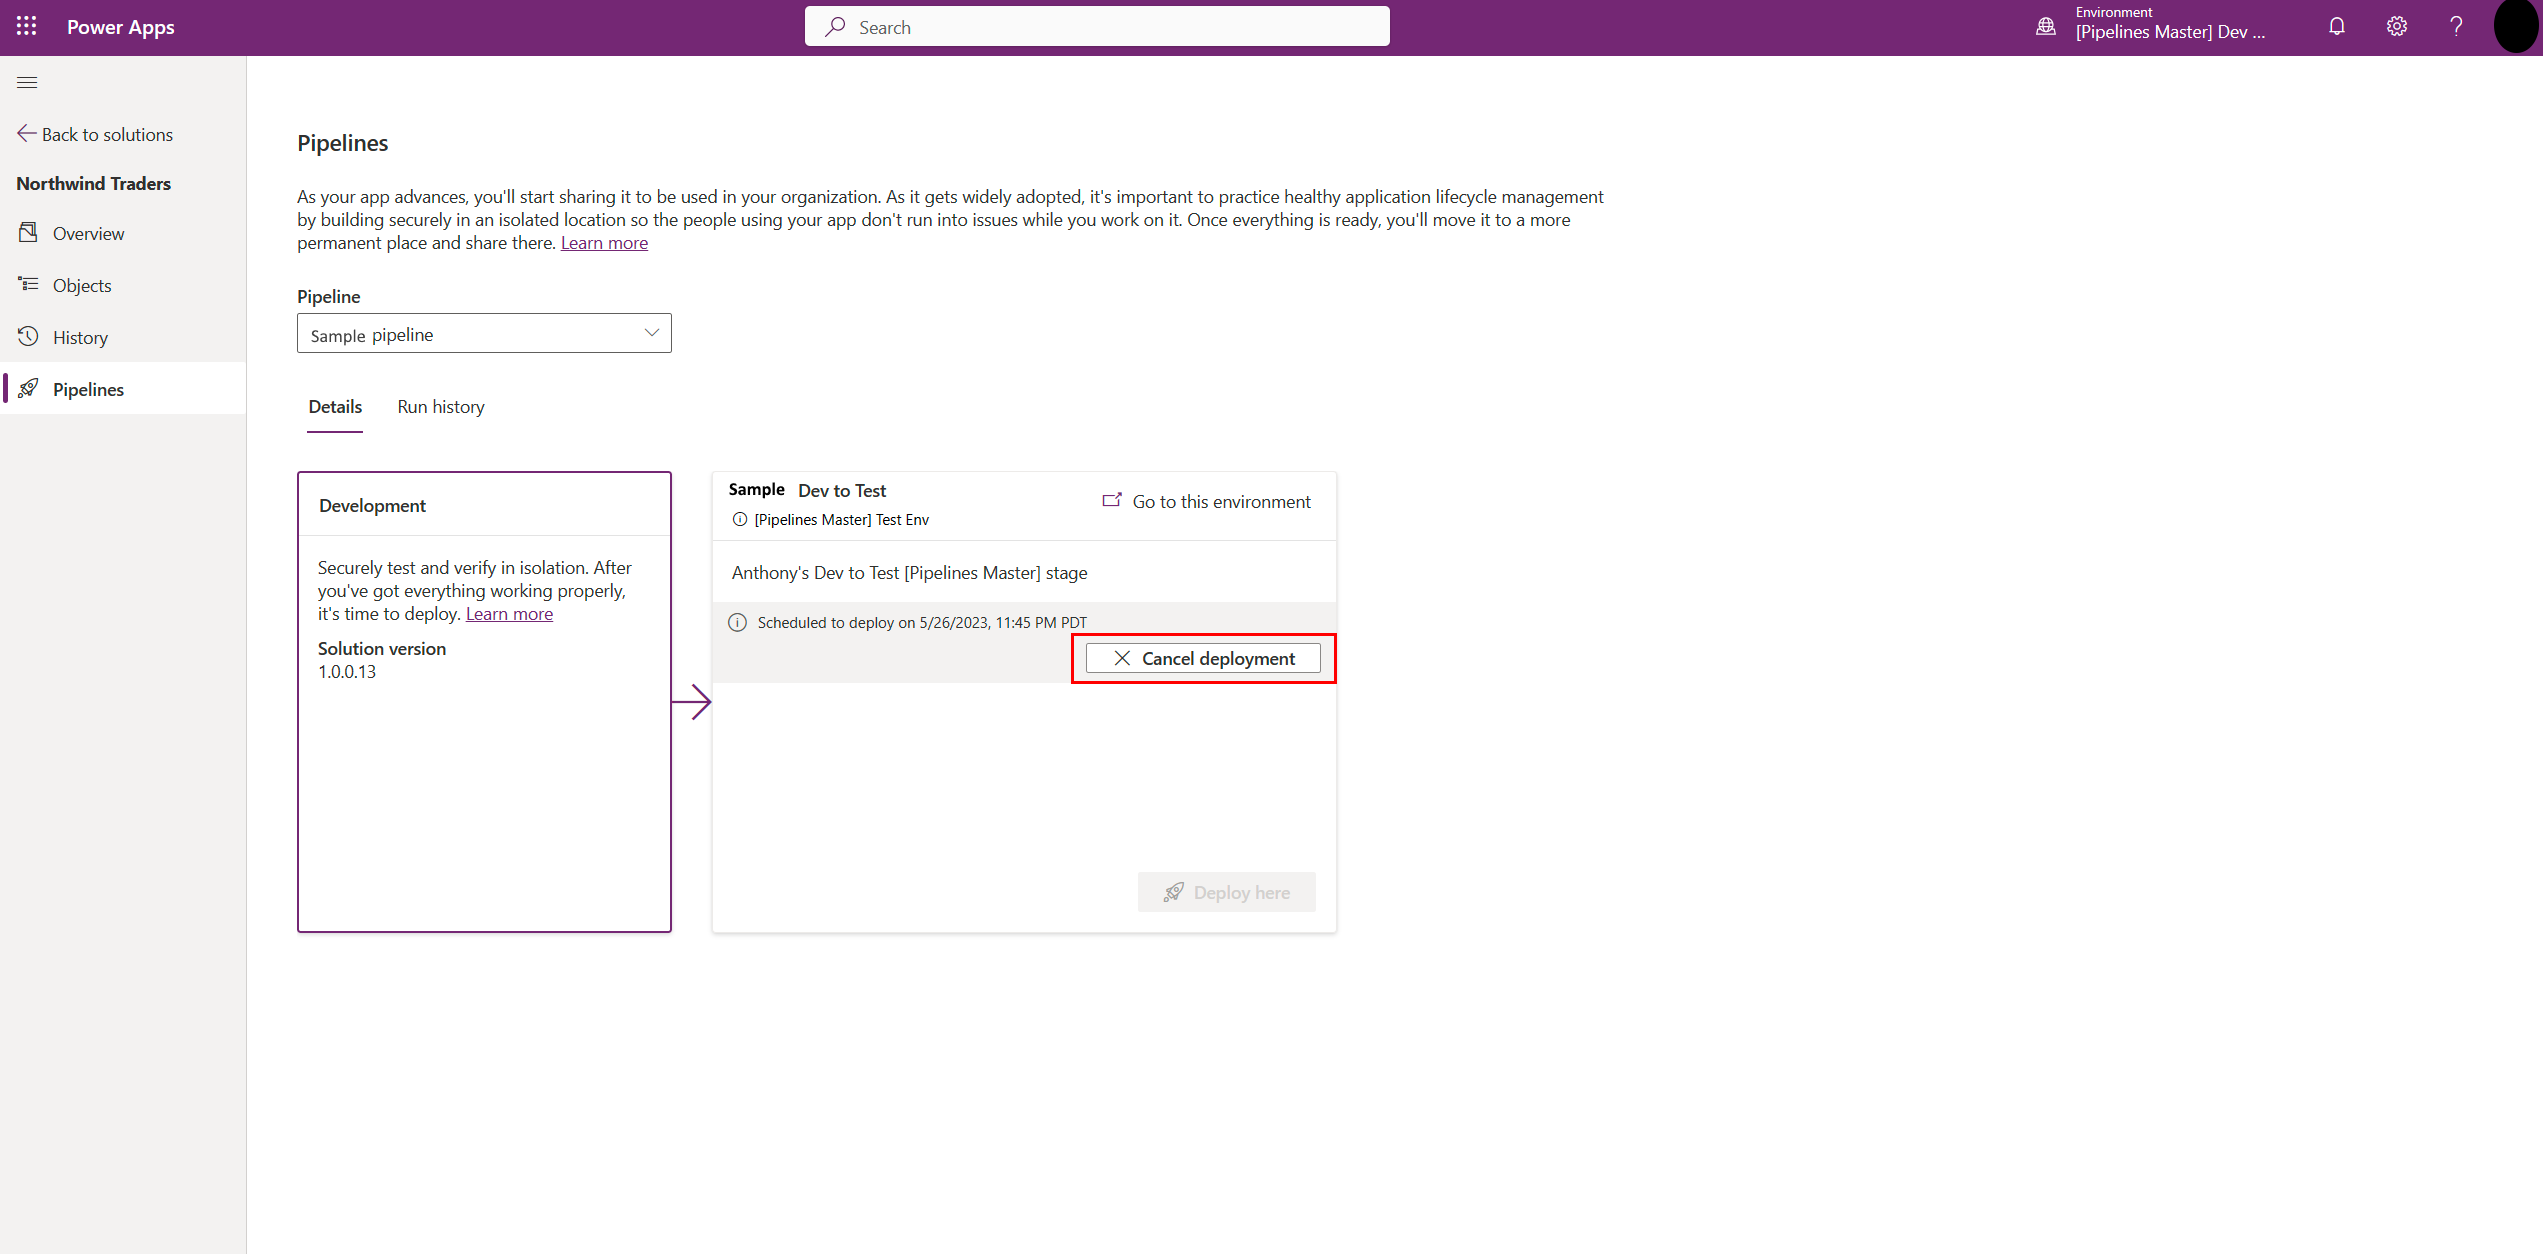 Power Apps
Search
Environment
[Pipelines Master] Dev ...
Back to solutions
Northwind Traders
Overview
Objects
History
Pipelines
Pipelines
As your app advances, you'll start sharing it to be used in your organization. As it gets widely adopted, it's important to practice healthy application lifecycle management
by building securely in an isolated location so the people using your app don't run into issues while you work on it. Once everything is ready, you'll move it to a more
permanent place and share there. Learn more
Pipeline
Sample pipeline
Details
Run history
Development
Securely test and verify in isolation. After
you've got everything working properly,
it's time to deploy. Learn more
Solution version
1.0.0.13
Sample Dev to Test
[Pipelines Master] Test Env
Go to this environment
Anthony's Dev to Test [Pipelines Master] stage
Scheduled to deploy on 5/26/2023, 11:45 PM PDT
Cancel deployment
Deploy here